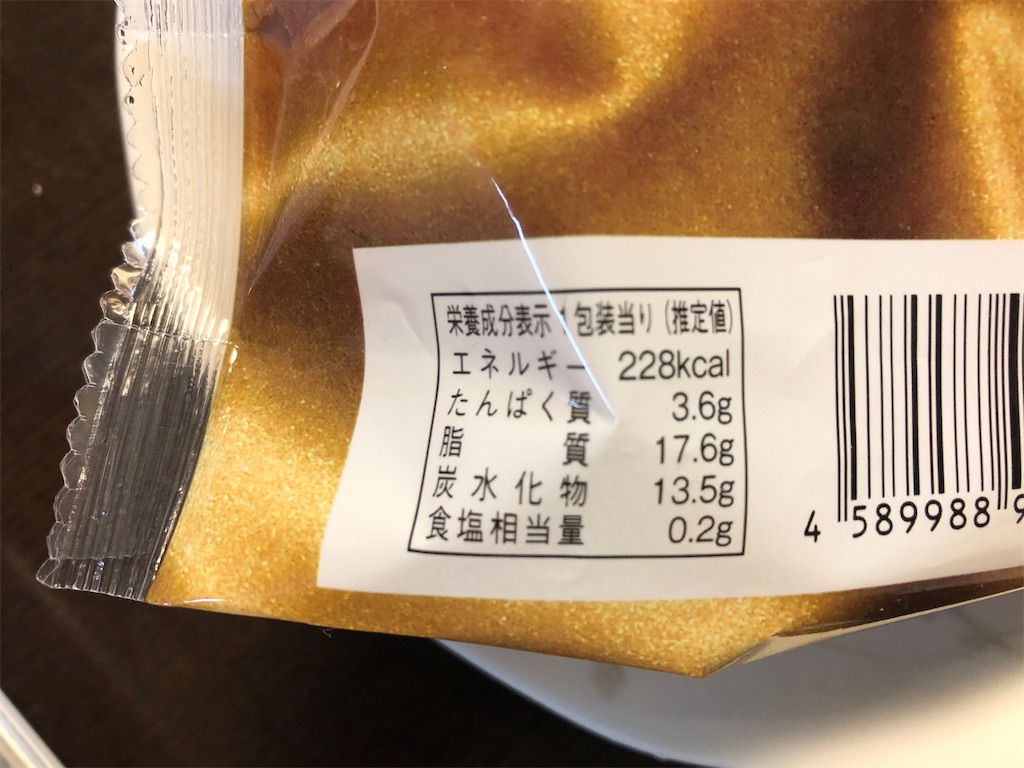 栄養成分表示 1 包装当り (推定値)
エネルギー 228kcal
たんぱく質 3.6g
脂質 17.6g
炭水化物 13.5g
食塩相当量 0.2g
4 589988 9